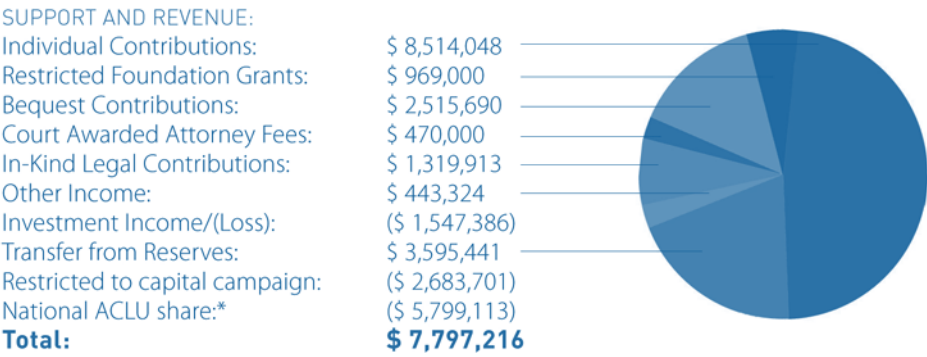 SUPPORT AND REVENUE:
Individual Contributions: $ 8,514,048
Restricted Foundation Grants: $ 969,000
Bequest Contributions: $ 2,515,690
Court Awarded Attorney Fees: $ 470,000
In-Kind Legal Contributions: $ 1,319,913
Other Income: $ 443,324
Investment Income/(Loss): ($ 1,547,386)
Transfer from Reserves: $ 3,595,441
Restricted to capital campaign: ($ 2,683,701)
National ACLU share:* ($ 5,799,113)
Total: $ 7,797,216